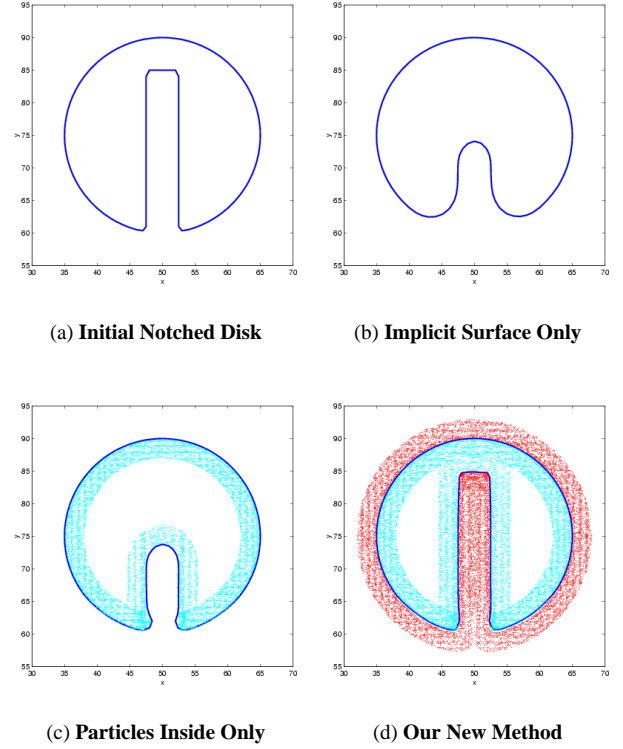 95
90
85
80
75
70
65
60
55
30 35 40 45 50 55 60 65 70
x
y
95
90
85
80
75
70
65
60
55
30 35 40 45 50 55 60 65 70
x
y
(a) Initial Notched Disk
(b) Implicit Surface Only
95
90
85
80
75
70
65
60
55
30 35 40 45 50 55 60 65 70
x
y
95
90
85
80
75
70
65
60
55
30 35 40 45 50 55 60 65 70
x
y
(c) Particles Inside Only
(d) Our New Method